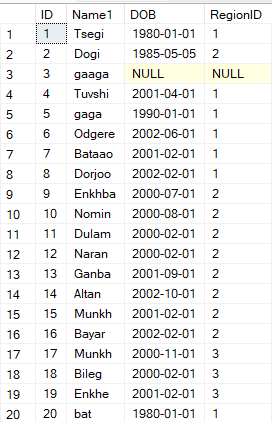 ID Name1 DOB RegionID
1 1 Tsegi 1980-01-01 1
2 2 Dogi 1985-05-05 2
3 3 gaaga NULL NULL
4 4 Tuvshi 2001-04-01 1
5 5 gaga 1990-01-01 1
6 6 Odgere 2002-06-01 1
7 7 Bataao 2001-02-01 1
8 8 Dorjoo 2002-02-01 1
9 9 Enkhba 2000-07-01 2
10 10 Nomin 2000-08-01 2
11 11 Dulam 2000-02-01 2
12 12 Naran 2000-02-01 2
13 13 Ganba 2001-09-01 2
14 14 Altan 2002-10-01 2
15 15 Munkh 2001-02-01 2
16 16 Bayar 2002-02-01 2
17 17 Munkh 2000-11-01 3
18 18 Bileg 2000-02-01 3
19 19 Enkhe 2001-02-01 3
20 20 bat 1980-01-01 1